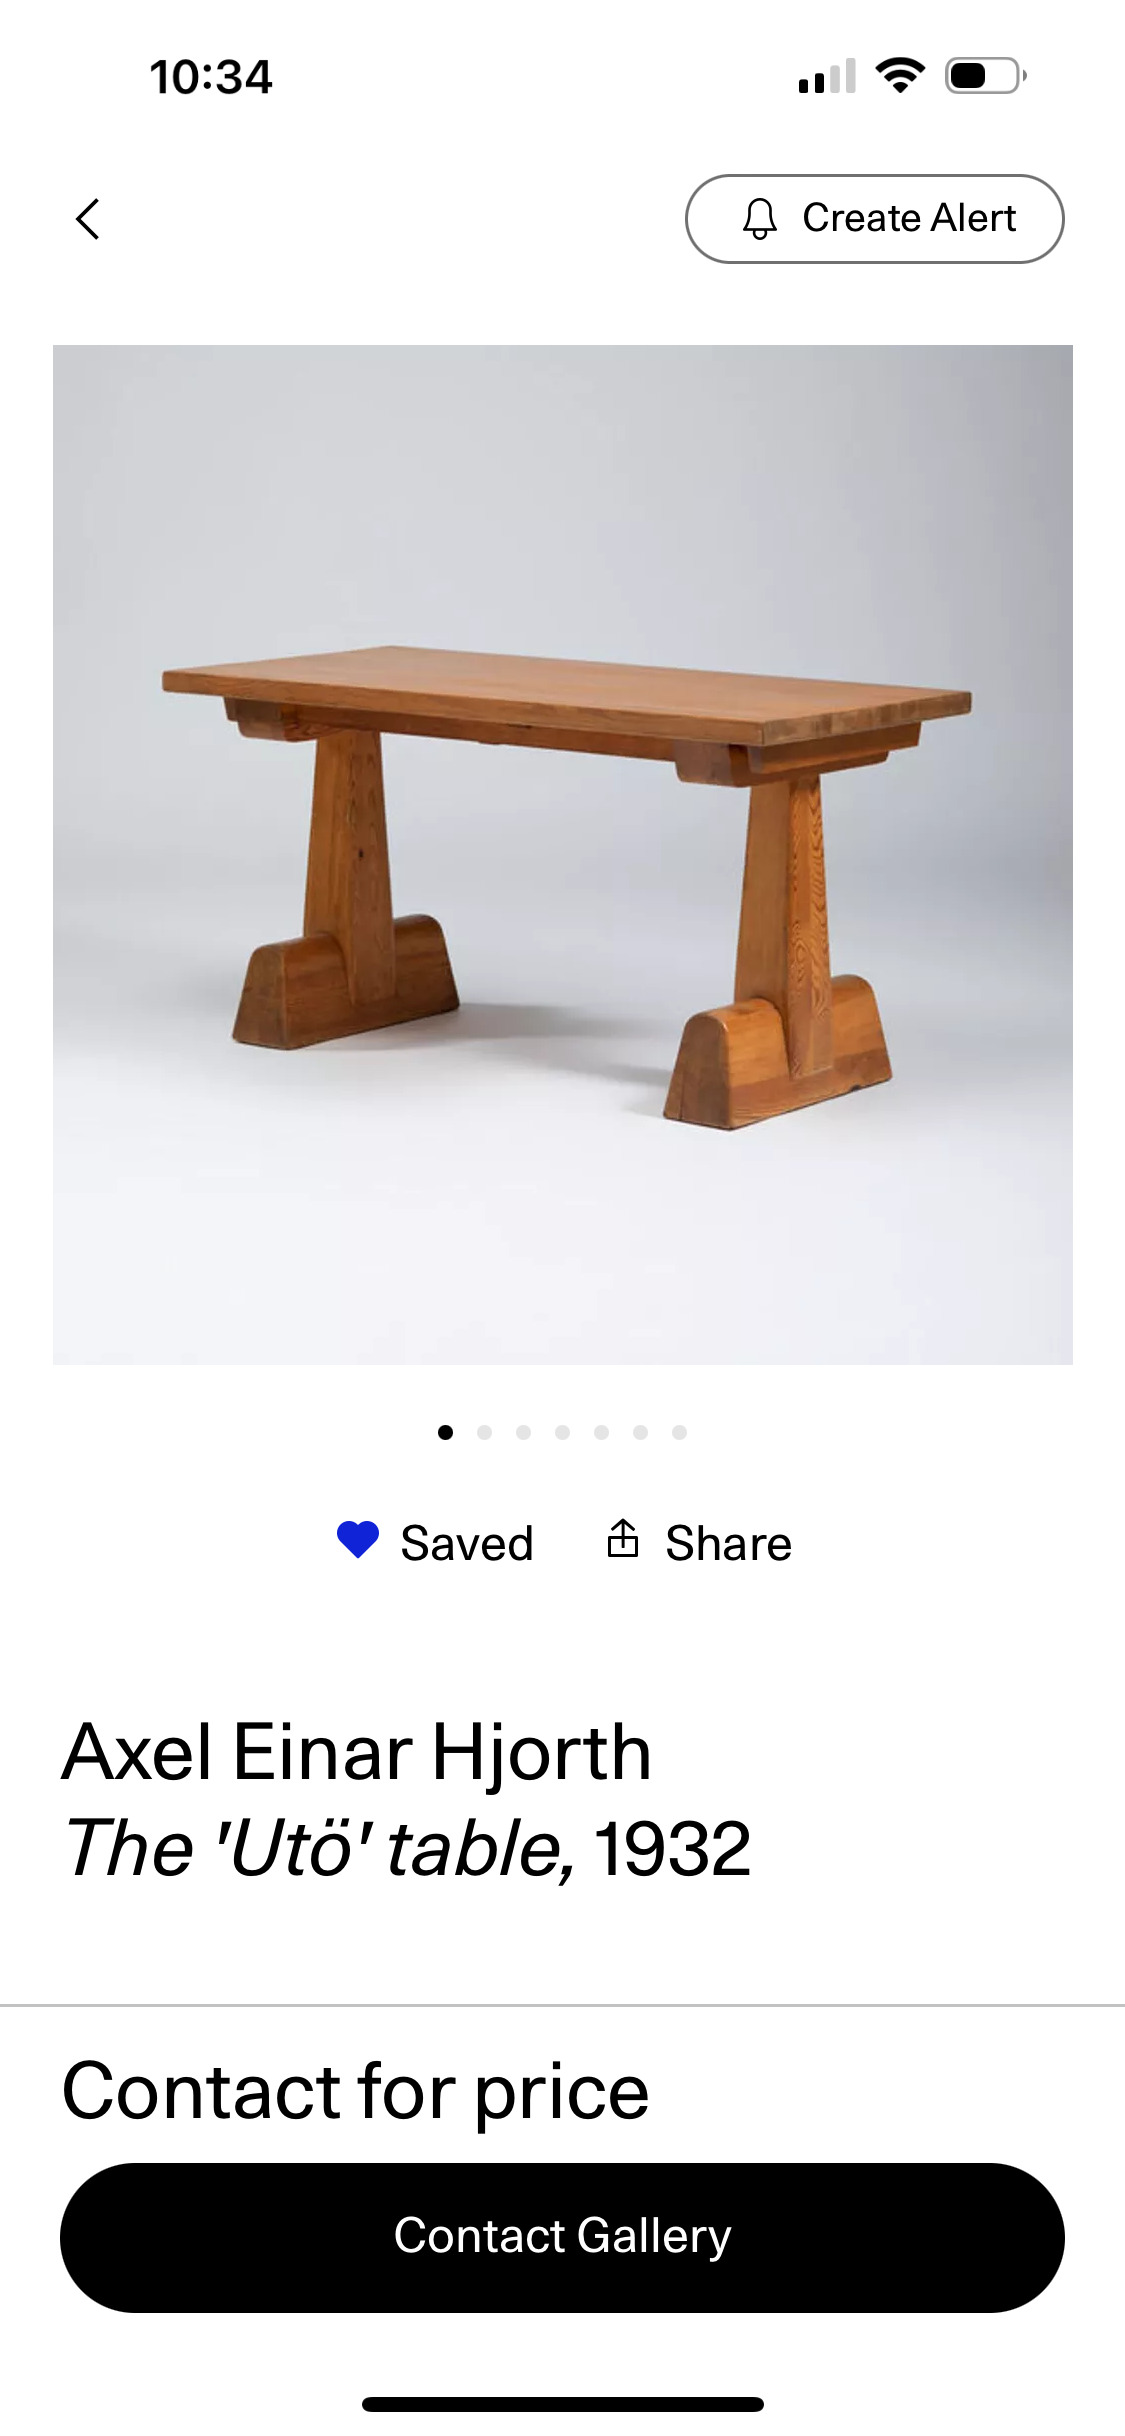 10:34
Create Alert
Saved
Share
Axel Einar Hjorth
The 'Utö' table, 1932
Contact for price
Contact Gallery